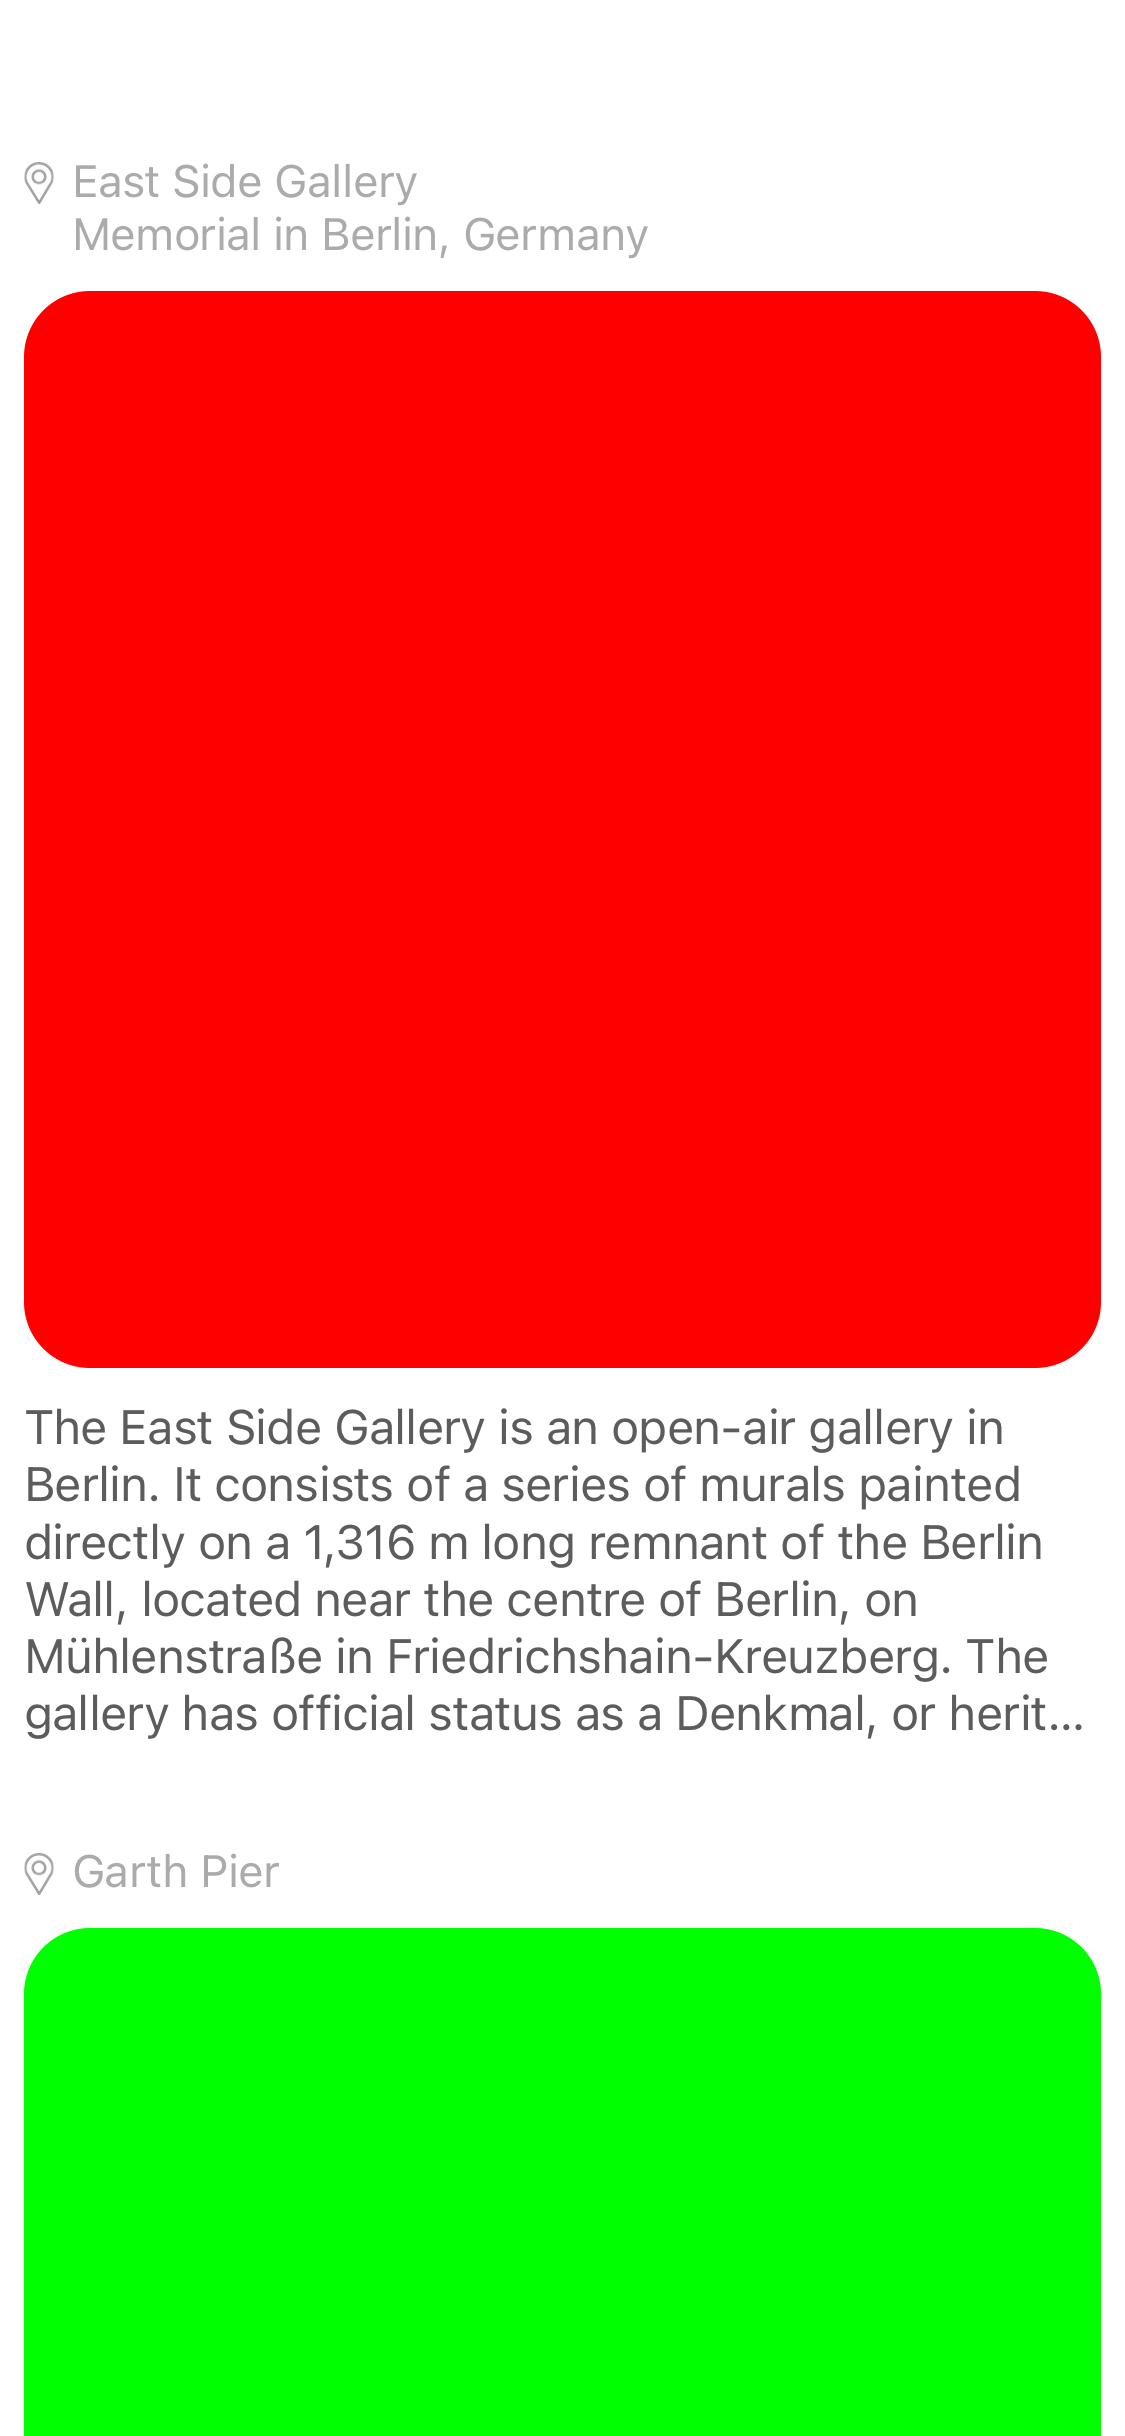 East Side Gallery
Memorial in Berlin, Germany
The East Side Gallery is an open-air gallery in
Berlin. It consists of a series of murals painted
directly on a 1,316 m long remnant of the Berlin
Wall, located near the centre of Berlin, on
Mühlenstraße in Friedrichshain-Kreuzberg. The
gallery has official status as a Denkmal, or herit...
Garth Pier